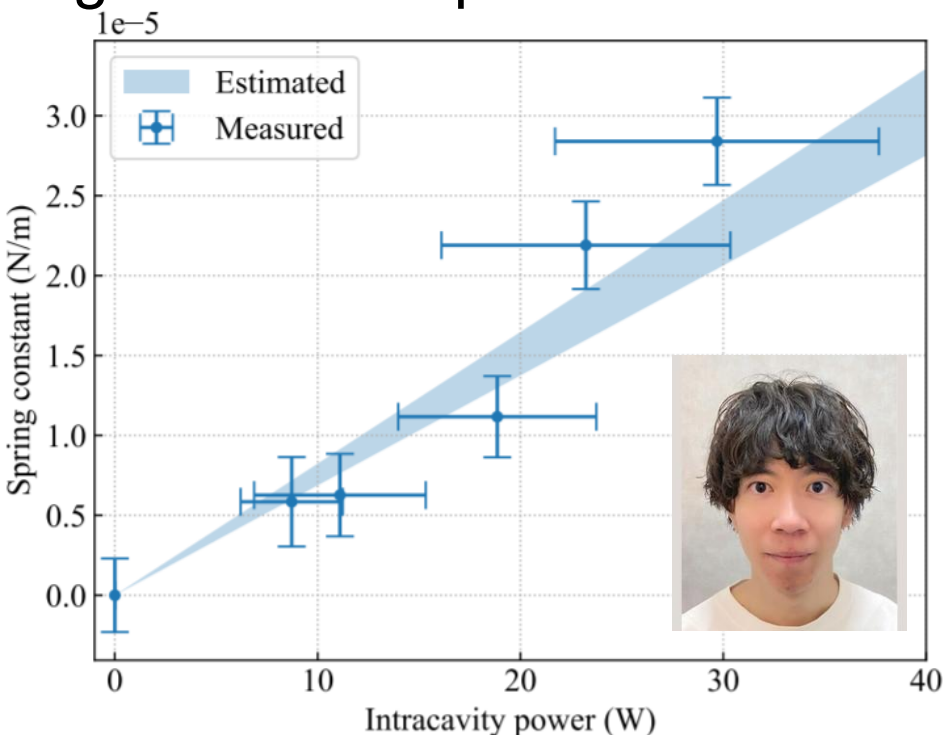 1e−5
Estimated
Measured
3.0
2.5
2.0
1.5
1.0
0.5
0.0
Spring constant (N/m)
0 10 20 30 40
Intracavity power (W)